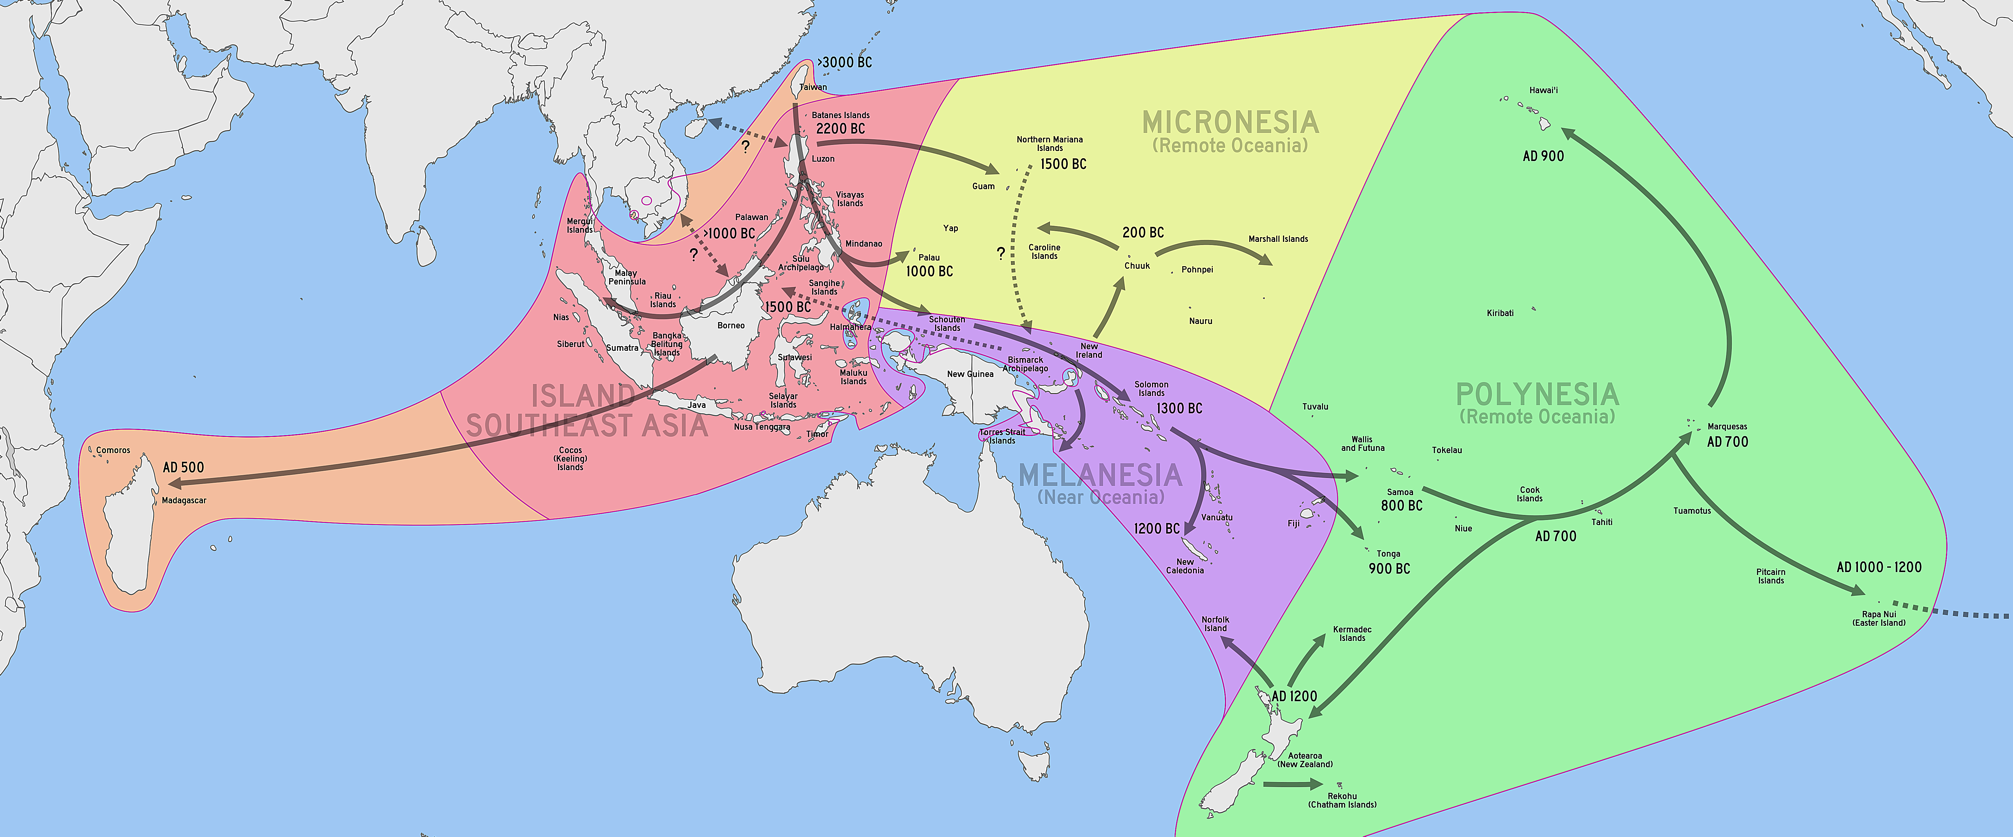 >3000 BC
Taiwan
Batanes Islands
2200 BC
?
Luzon
Mergui
Islands
Palawan
>1000 BC
?
Visayas
Islands
Mindanao
Sulu
Archipelago
Sangihe
Islands
1500 BC
Malay
Peninsula
Riau
Islands
Borneo
Halmahera
Nias
Siberut
Sumatra
Bangka
Belitung
Islands
Sulawesi
Maluku
Islands
ISLAND
SOUTHEAST ASIA
Java
Selayar
Islands
Nusa Tenggara
Timor
Cocos
(Keeling)
Islands
Comoros
AD 500
Madagascar
MICRONESIA
(Remote Oceania)
Northern Mariana
Islands
1500 BC
Guam
Yap
Palau
1000 BC
?
Caroline
Islands
200 BC
Chuuk
Pohnpei
Marshall Islands
Nauru
Schouten
Islands
New Guinea
Bismarck
Archipelago
New
Ireland
Solomon
Islands
1300 BC
Torres Strait
Islands
MELANESIA
(Near Oceania)
1200 BC
Vanuatu
New
Caledonia
Fiji
Norfolk
Island
Hawai'i
AD 900
Kiribati
POLYNESIA
(Remote Oceania)
Tuvalu
Wallis
and Futuna
Tokelau
Samoa
800 BC
Tonga
900 BC
Niue
Cook
Islands
AD 700
Tahiti
Marquesas
AD 700
Tuamotus
Pitcairn
Islands
AD 1000 - 1200
Rapa Nui
(Easter Island)
Kermadec
Islands
AD 1200
Aotearoa
(New Zealand)
Rekohu
(Chatham Islands)